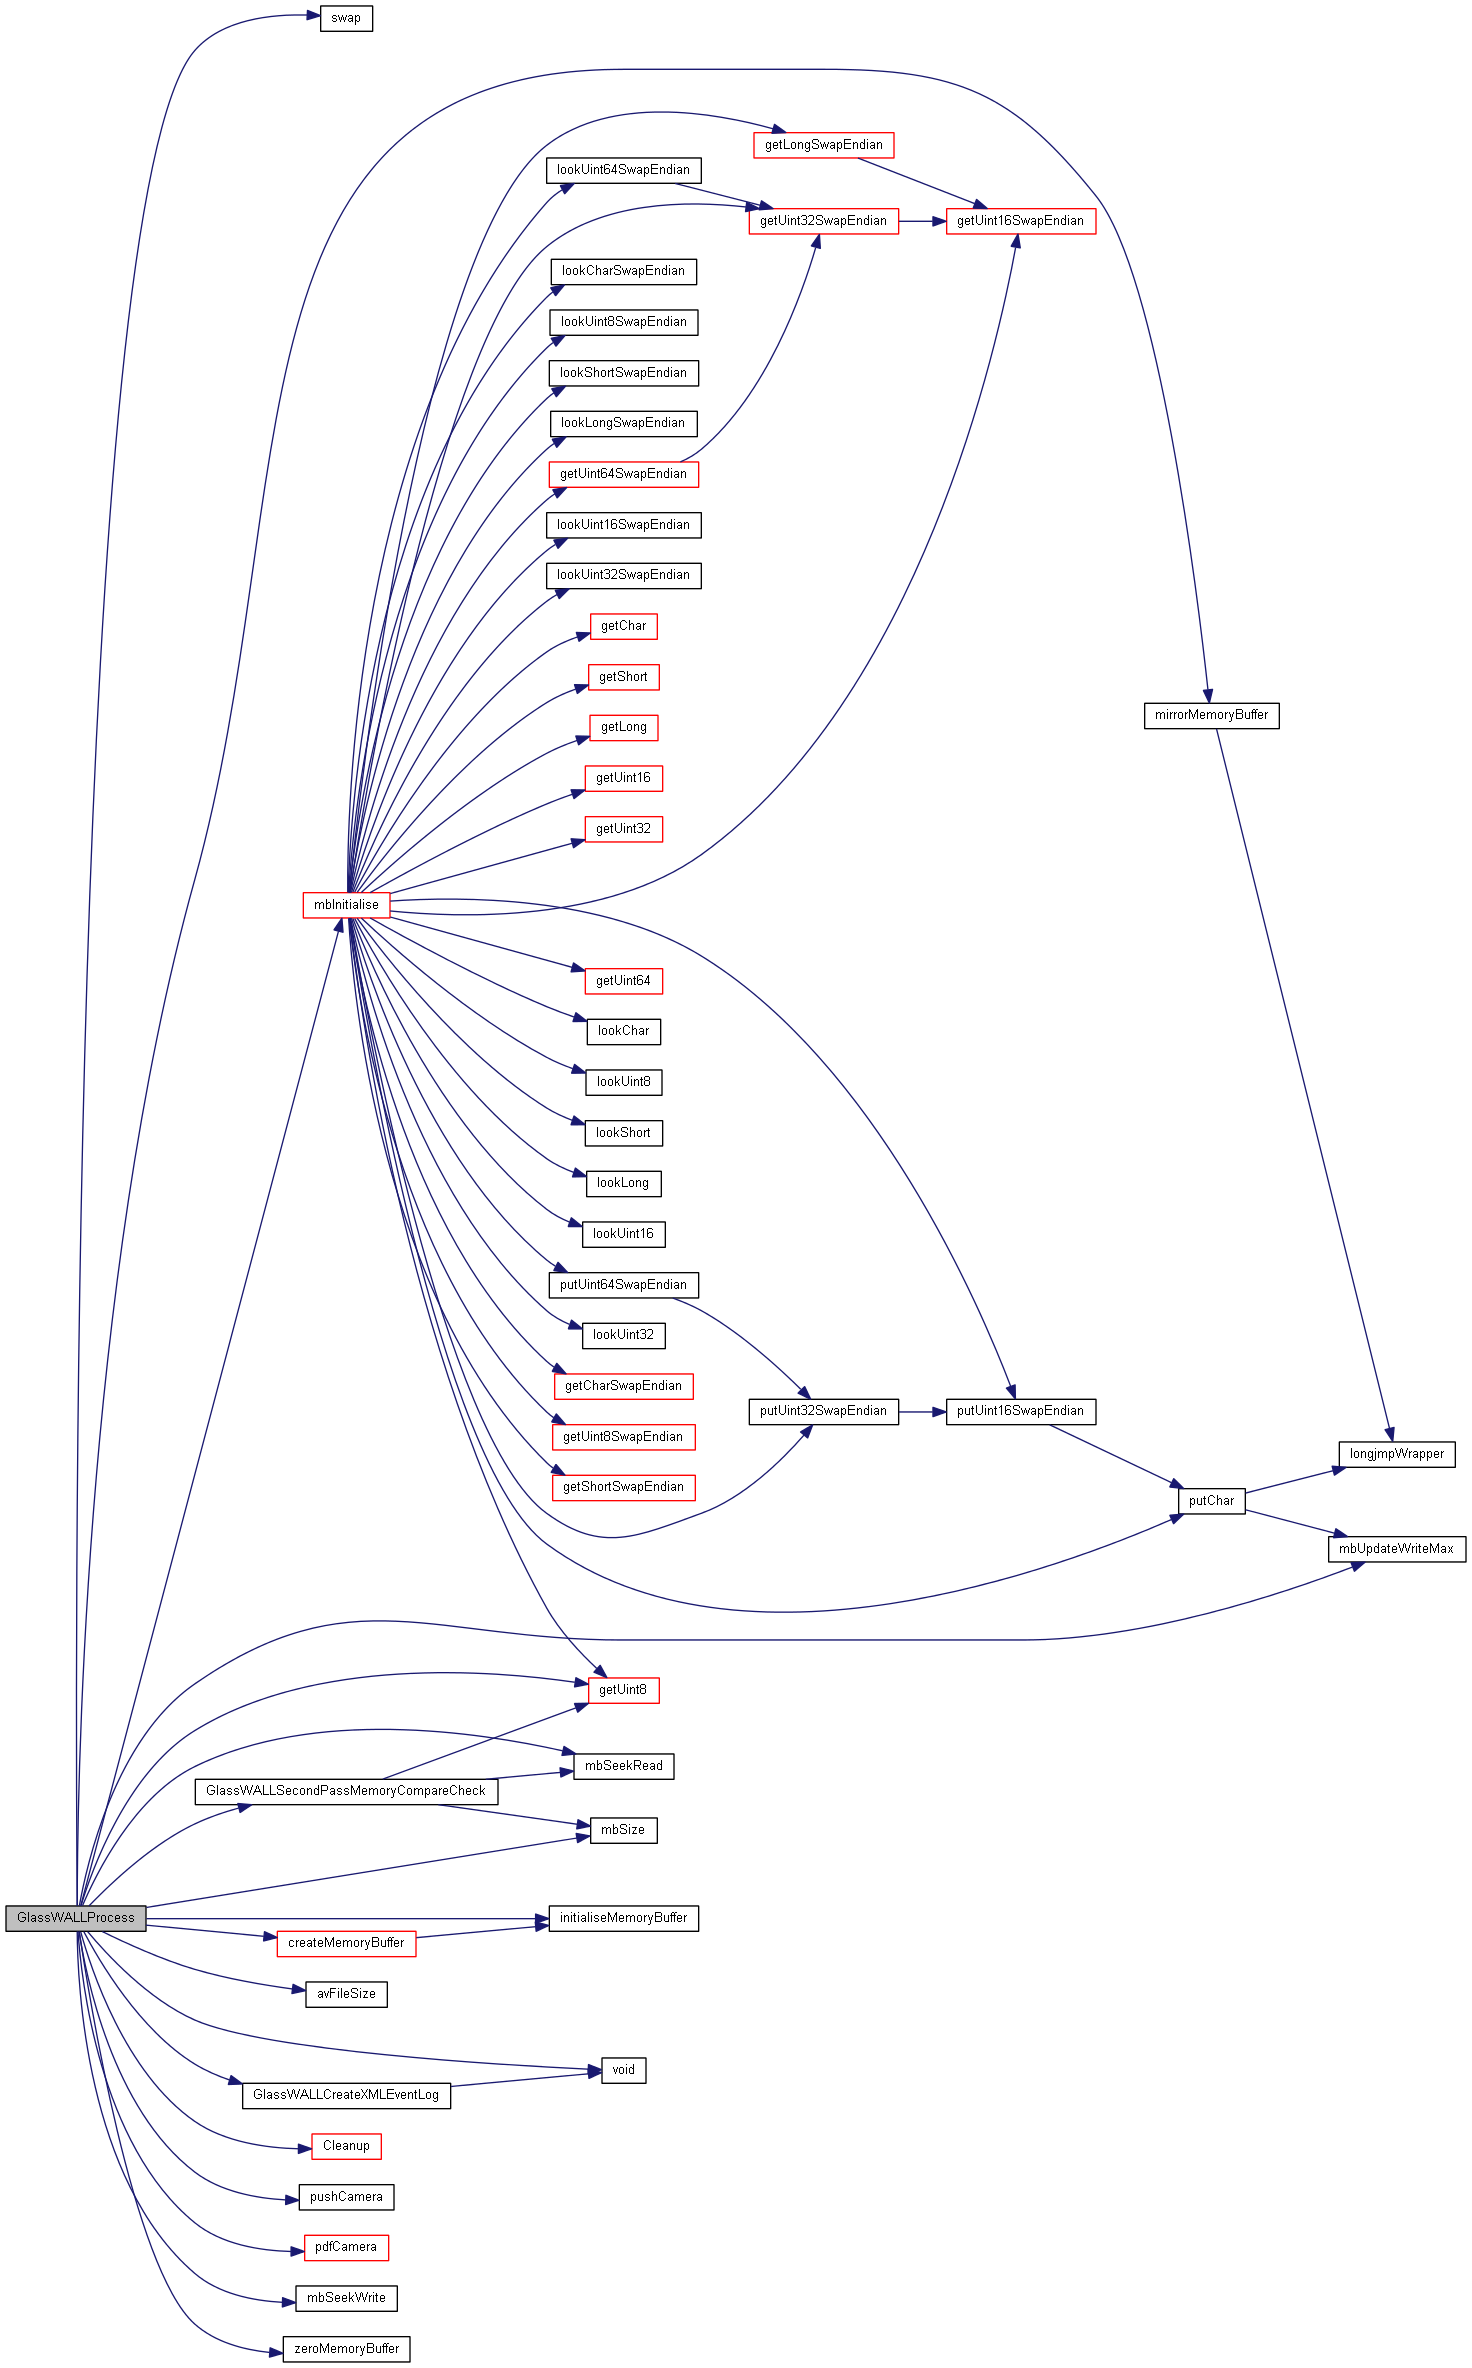 swap
getLongSwapEndian
lookUint64SwapEndian
getUint32SwapEndian
getUint16SwapEndian
lookCharSwapEndian
lookUint8SwapEndian
lookShortSwapEndian
lookLongSwapEndian
getUint64SwapEndian
lookUint16SwapEndian
lookUint32SwapEndian
getChar
getShort
mirrorMemoryBuffer
getLong
getUint16
getUint32
mbInitialise
getUint64
lookChar
lookUint8
lookShort
lookLong
lookUint16
putUint64SwapEndian
lookUint32
getCharSwapEndian
putUint32SwapEndian
putUint16SwapEndian
getUint8SwapEndian
longjmpWrapper
getShortSwapEndian
putChar
mbUpdateWriteMax
getUint8
mbSeekRead
GlassWALLSecondPassMemoryCompareCheck
mbSize
GlassWALLProcess
initialiseMemoryBuffer
createMemoryBuffer
avFileSize
void
GlassWALLCreateXMLEventLog
Cleanup
pushCamera
pdfCamera
mbSeekWrite
zeroMemoryBuffer